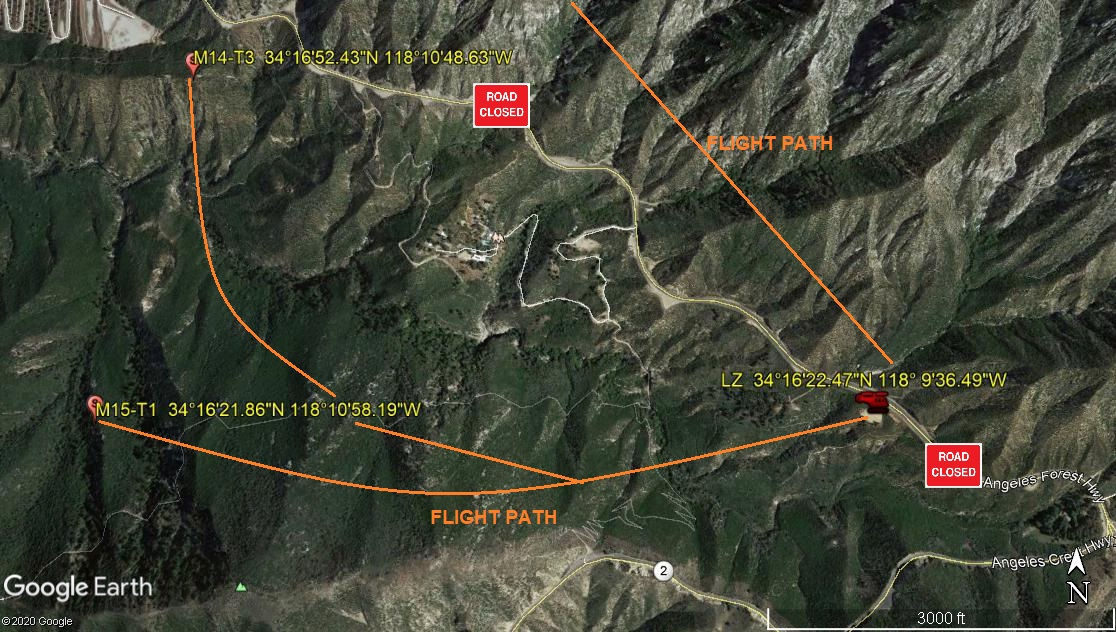 M14-T3 34°16'52.43"N 118°10'48.63"W
ROAD
CLOSED
FLIGHT PATH
LZ 34°16'22.47"N 118° 9'36.49"W
M15-T1 34°16'21.86"N 118°10'58.19"W
ROAD
CLOSED
Angeles Forest Hwy
FLIGHT PATH
Angeles Crest Hwy
2
Google Earth
N
3000 ft
©2020 Google